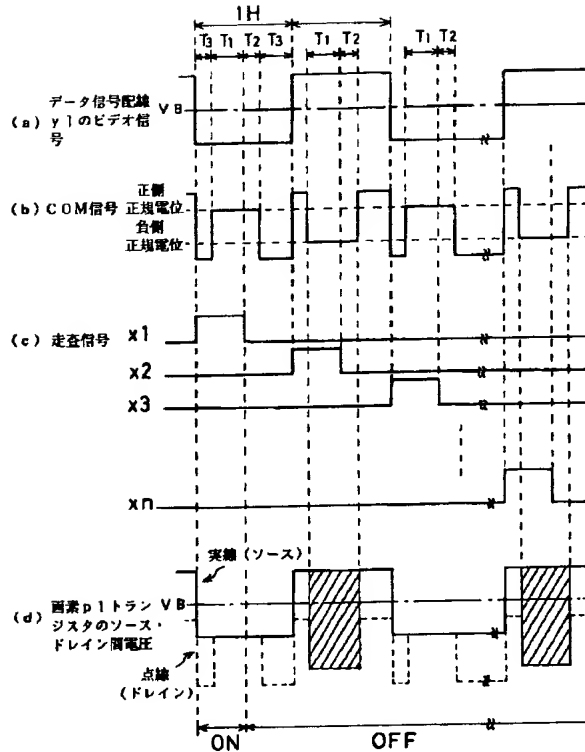 1H
T3 T1 T2 T3 T1 T2 T1 T2
(a) データ信号配線
y1のビデオ信
号
VB
(b) COM信号
正側
正規電位
負側
正規電位
(c) 走査信号
x1
x2
x3
xn
実線(ソース)
VB
(d) 画素p1トラン
ジスタのソース・
ドレイン間電圧
点線
(ドレイン)
ON OFF